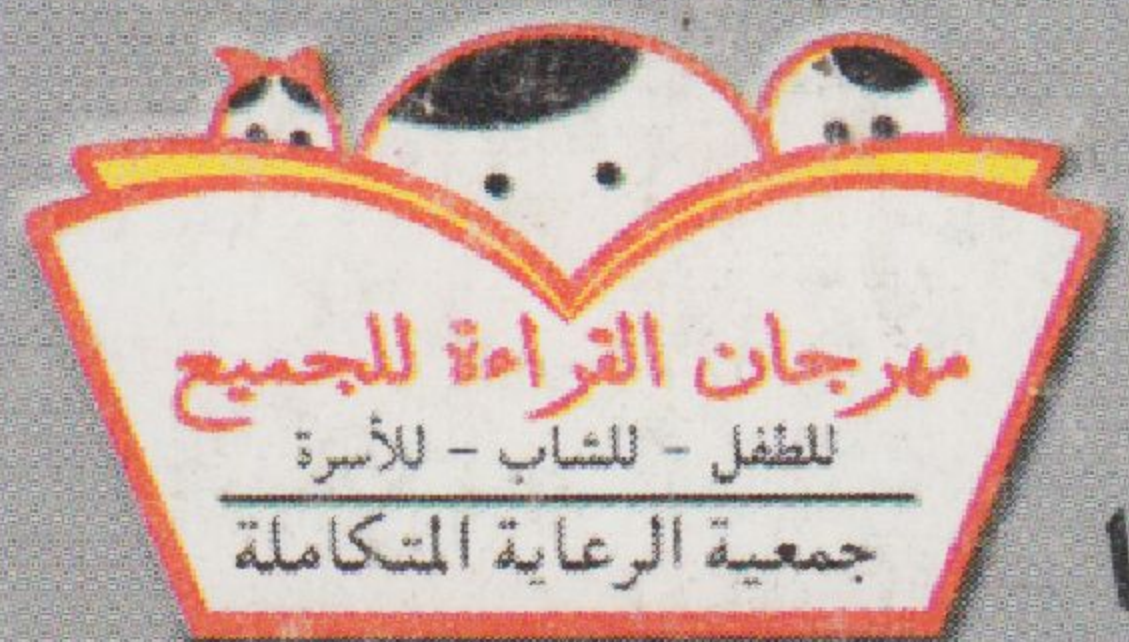 مهرجان القراءة للجميع
للطفل - للشاب - للأسرة
جمعية الرعاية المتكاملة